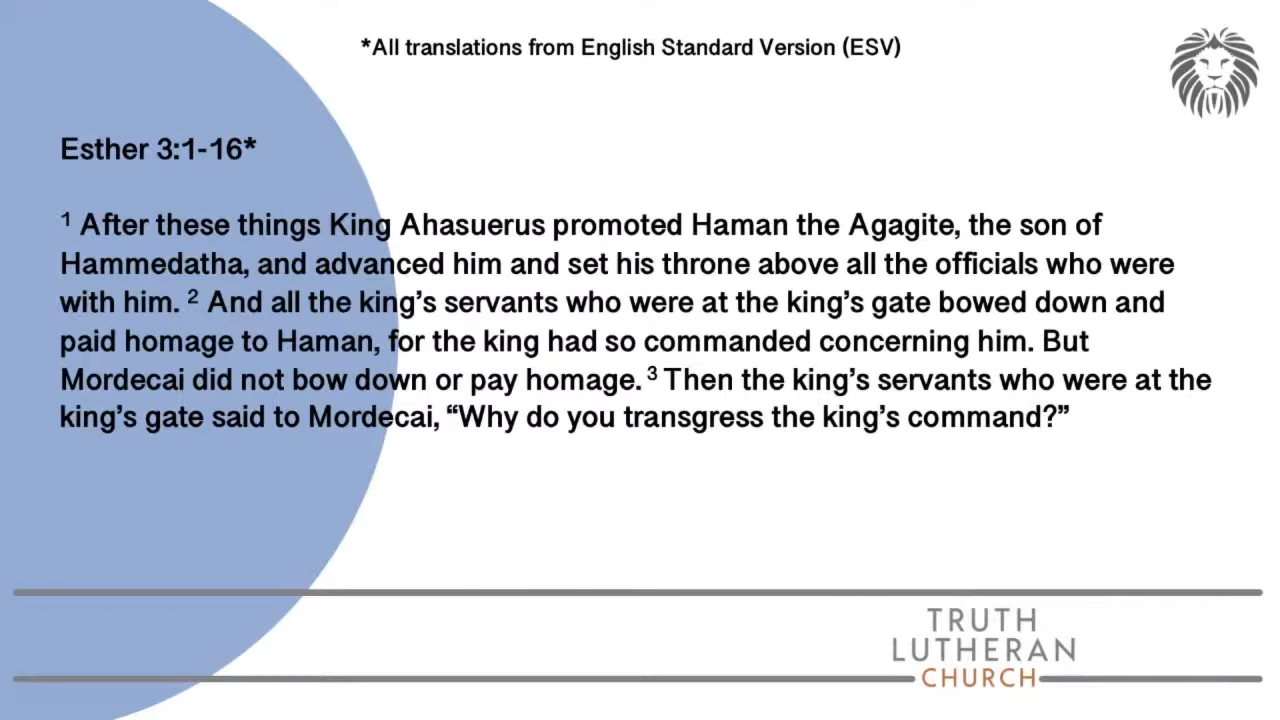 *All translations from English Standard Version (ESV)
Esther 3:1-16*
¹ After these things King Ahasuerus promoted Haman the Agagite, the son of
Hammedatha, and advanced him and set his throne above all the officials who were
with him. ² And all the king’s servants who were at the king’s gate bowed down and
paid homage to Haman, for the king had so commanded concerning him. But
Mordecai did not bow down or pay homage. ³ Then the king’s servants who were at the
king’s gate said to Mordecai, “Why do you transgress the king’s command?”
TRUTH
LUTHERAN
CHURCH